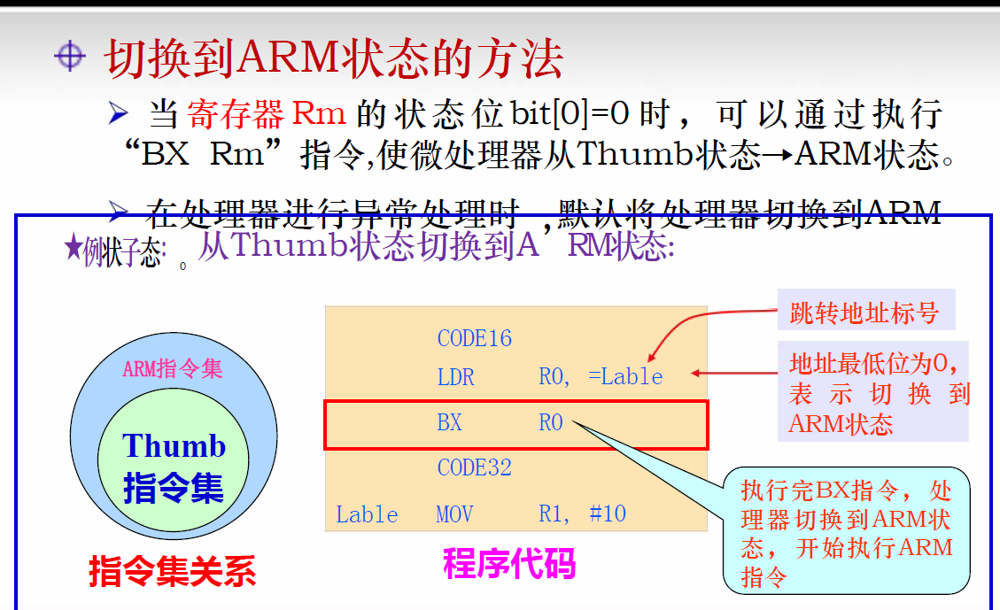 切换到ARM状态的方法
当寄存器Rm的状态位bit[0]=0时，可以通过执行
“BX Rm”指令,使微处理器从Thumb状态→ARM状态。
在处理器进行异常处理时,默认将处理器切换到ARM
状态。
★例子：从Thumb状态切换到ARM状态:
ARM指令集
Thumb
指令集
指令集关系
CODE16
LDR R0, =Lable
BX R0
CODE32
Lable MOV R1, #10
程序代码
跳转地址标号
地址最低位为0，
表示切换到
ARM状态
执行完BX指令，处
理器切换到ARM状
态，开始执行ARM
指令